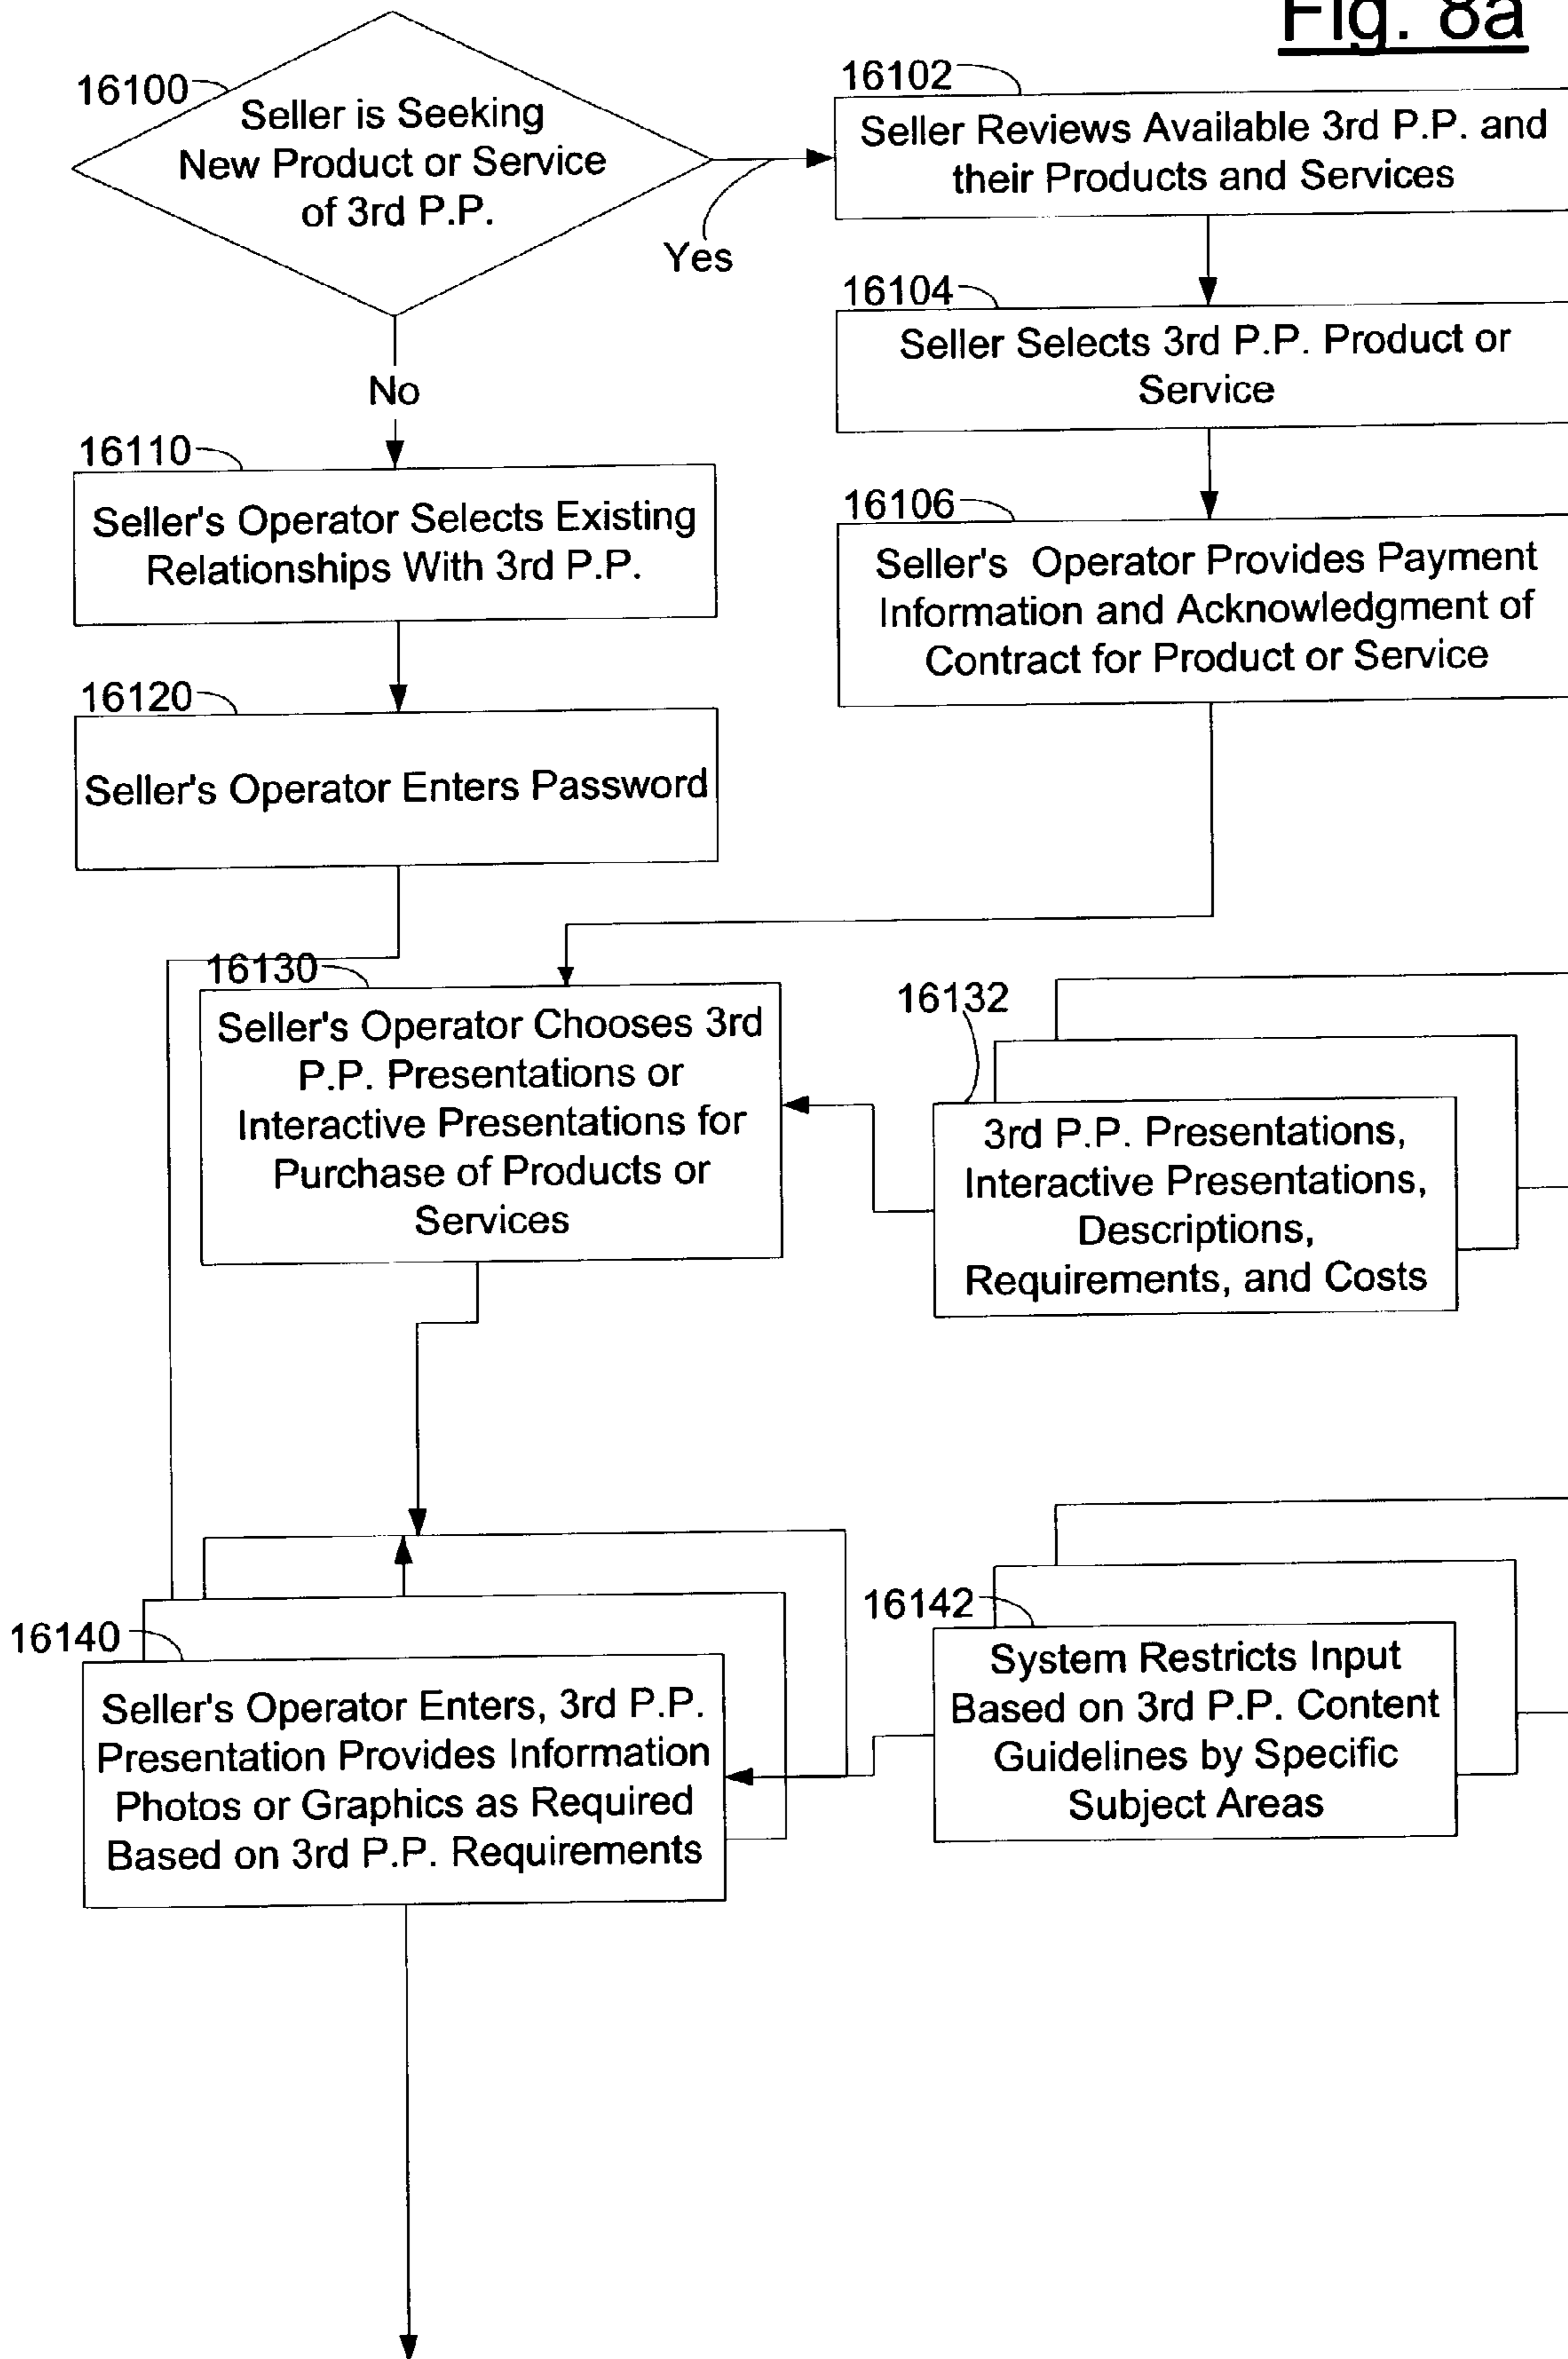 Fig. 8a
16100
Seller is Seeking
New Product or Service
of 3rd P.P.
Yes
No
16102
Seller Reviews Available 3rd P.P. and
their Products and Services
16104
Seller Selects 3rd P.P. Product or
Service
16106
Seller's Operator Provides Payment
Information and Acknowledgment of
Contract for Product or Service
16110
Seller's Operator Selects Existing
Relationships With 3rd P.P.
16120
Seller's Operator Enters Password
16130
Seller's Operator Chooses 3rd
P.P. Presentations or
Interactive Presentations for
Purchase of Products or
Services
16132
3rd P.P. Presentations,
Interactive Presentations,
Descriptions,
Requirements, and Costs
16140
Seller's Operator Enters, 3rd P.P.
Presentation Provides Information
Photos or Graphics as Required
Based on 3rd P.P. Requirements
16142
System Restricts Input
Based on 3rd P.P. Content
Guidelines by Specific
Subject Areas